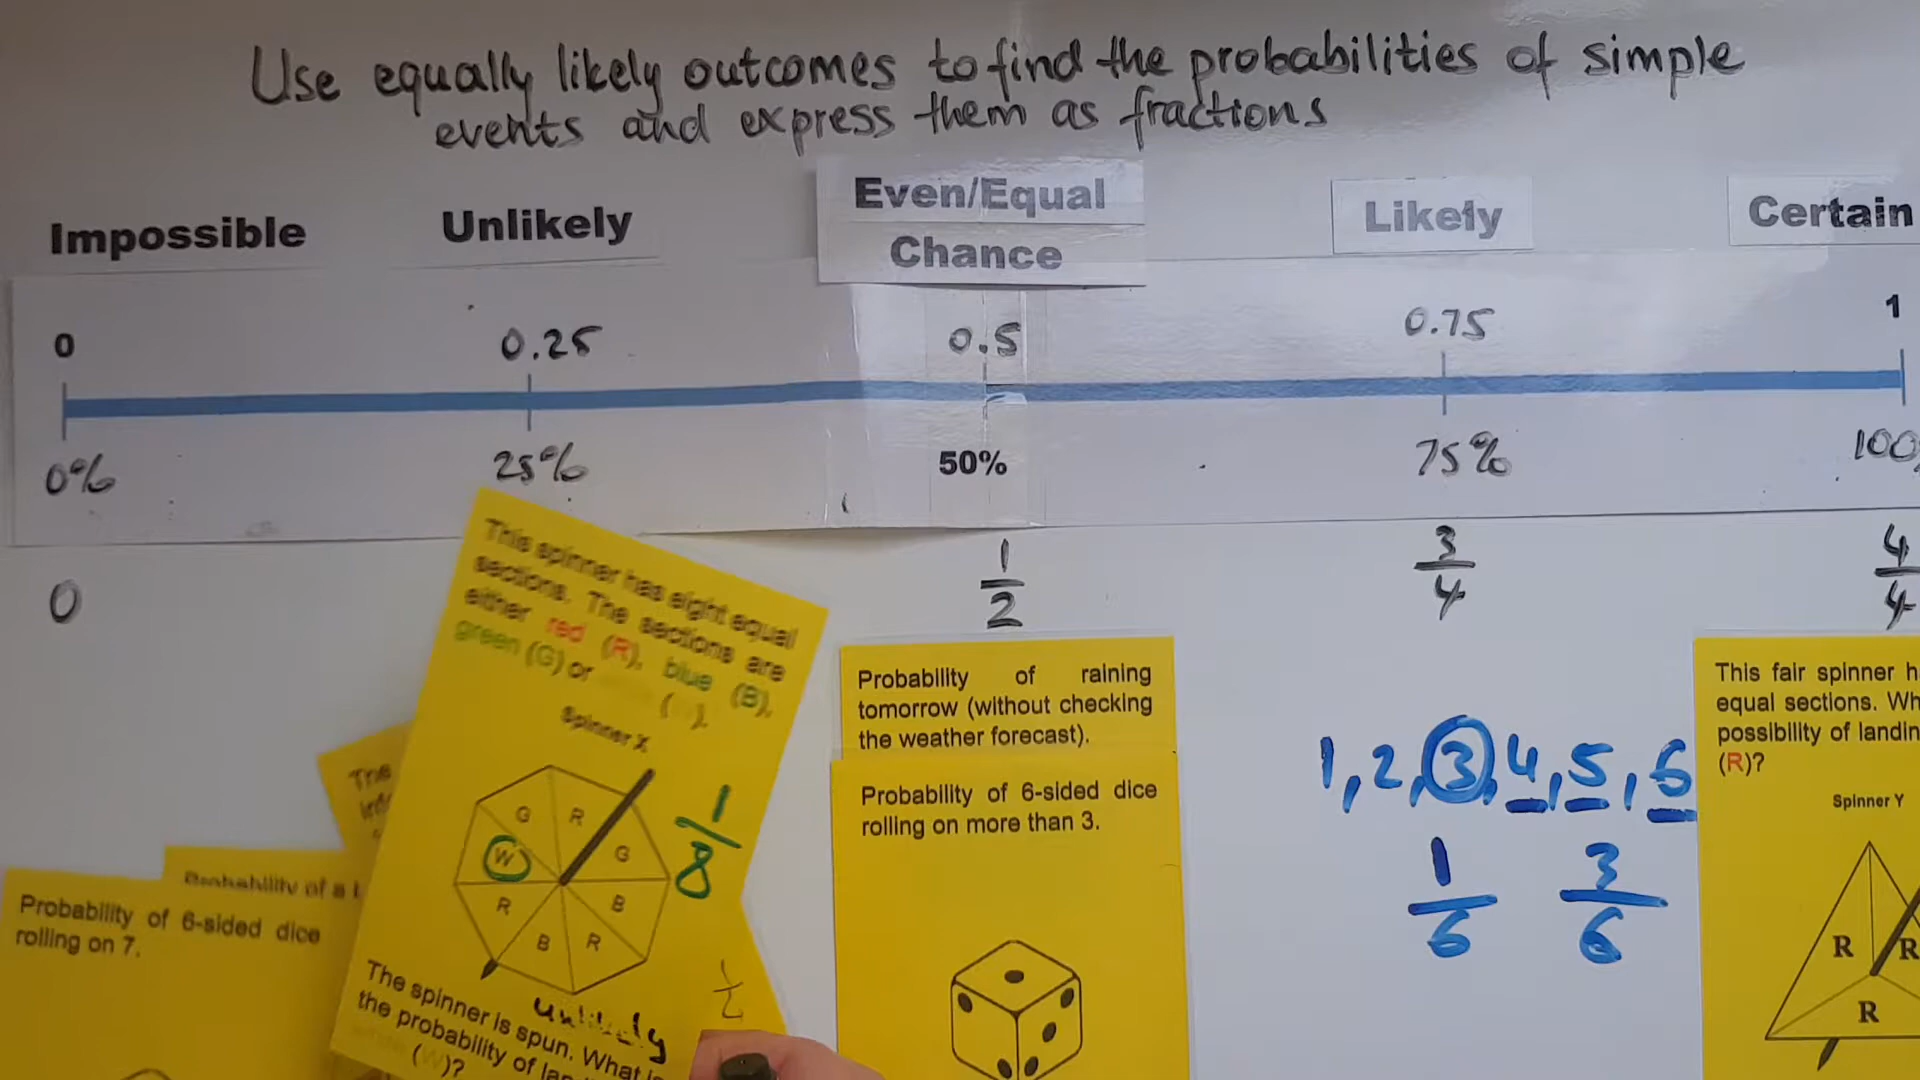 Use equally likely outcomes to find the probabilities of simple
events and express them as fractions
Impossible
Unlikely
Even/Equal
Chance
Likely
Certain
0
0.25
0.5
0.75
1
0%
25%
50%
75%
100
0
1/2
3/4
4/4
This spinner has eight equal
sections. The sections are
either red (R), blue (B),
green (G) or
Spinner X
G
R
W
G
R
B
B
R
1/8
The spinner is spun. What is
the probability of
(W)?
unlikely
Probability of 6-sided dice
rolling on 7.
Probability of a
Probability of raining
tomorrow (without checking
the weather forecast).
Probability of 6-sided dice
rolling on more than 3.
1, 2, 3, 4, 5, 6
1/6
3/6
This fair spinner h
equal sections. Wh
possibility of landin
(R)?
Spinner Y
R
R
R